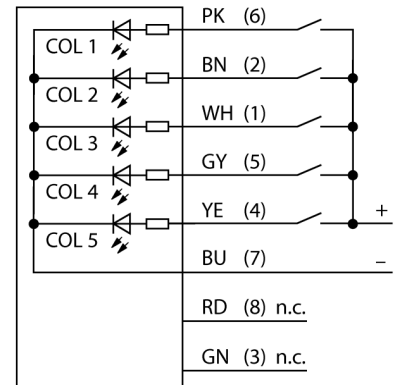 PK (6)
COL 1
BN (2)
COL 2
WH (1)
COL 3
GY (5)
COL 4
YE (4) +
COL 5
BU (7) –
RD (8) n.c.
GN (3) n.c.